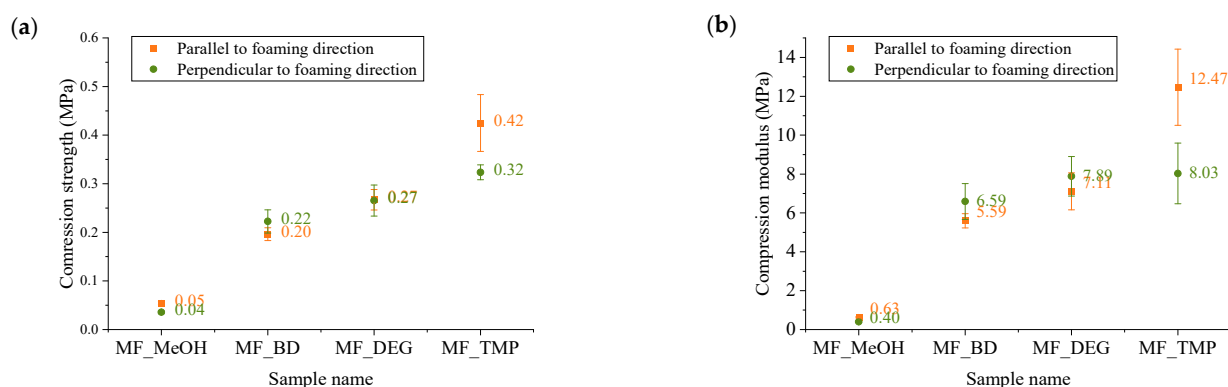 (a)
Comression strength (MPa)
0.6
0.5
0.4
0.3
0.2
0.1
0.0
Parallel to foaming direction
Perpendicular to foaming direction
0.05
0.04
0.22
0.20
0.27
0.27
0.42
0.32
MF_MeOH MF_BD MF_DEG MF_TMP
Sample name
(b)
Compression modulus (MPa)
14
12
10
8
6
4
2
0
Parallel to foaming direction
Perpendicular to foaming direction
0.63
0.40
6.59
5.59
7.89
7.11
12.47
8.03
MF_MeOH MF_BD MF_DEG MF_TMP
Sample name